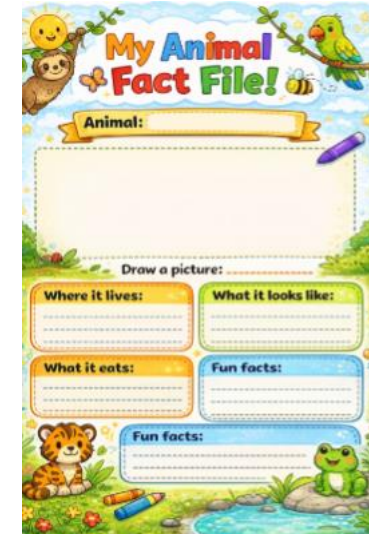 My Animal
Fact File!
Animal:
Draw a picture:
Where it lives:
What it looks like:
What it eats:
Fun facts:
Fun facts: